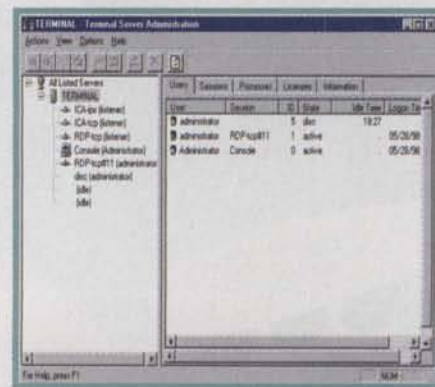 TERMINAL - Terminal Server Administration
Actions View Options Help
All Listed Servers
TERMINAL
ICA-ipx (listener)
ICA-tcp (listener)
RDP-tcp (listener)
Console (Administrator)
RDP-tcp#11 (administrator
disc (administrator)
(idle)
(idle)
Users Sessions Processes Licenses Information
User Session ID State Idle Time Logon Tim
administrator 5 disc 19:27
administrator RDP-tcp#11 1 active . 05/28/98
Administrator Console 0 active . 05/28/98
For Help, press F1
NUM